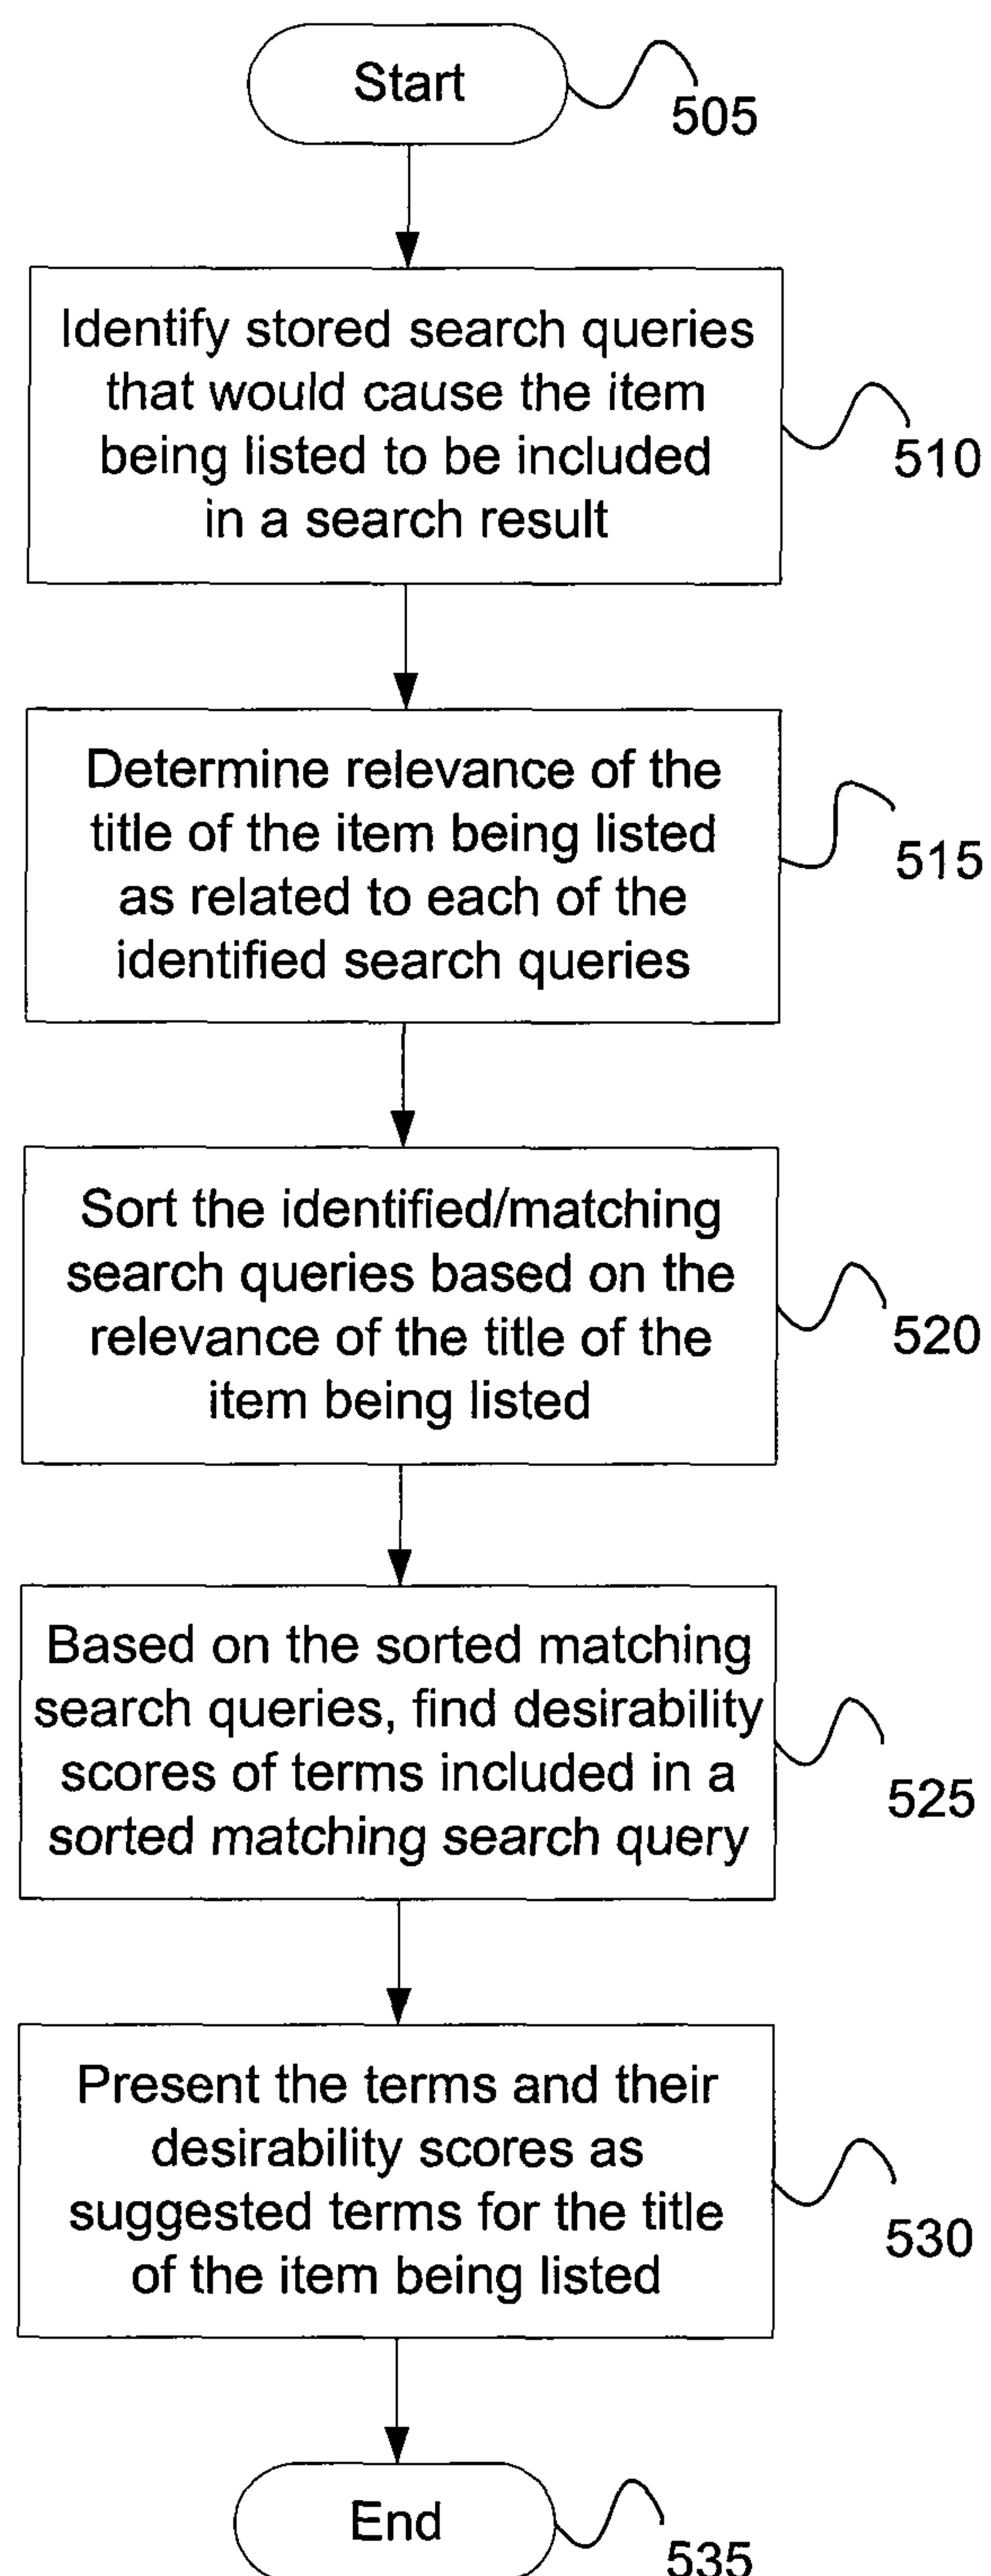 Start
505
Identify stored search queries
that would cause the item
being listed to be included
in a search result
510
Determine relevance of the
title of the item being listed
as related to each of the
identified search queries
515
Sort the identified/matching
search queries based on the
relevance of the title of the
item being listed
520
Based on the sorted matching
search queries, find desirability
scores of terms included in a
sorted matching search query
525
Present the terms and their
desirability scores as
suggested terms for the title
of the item being listed
530
End
535